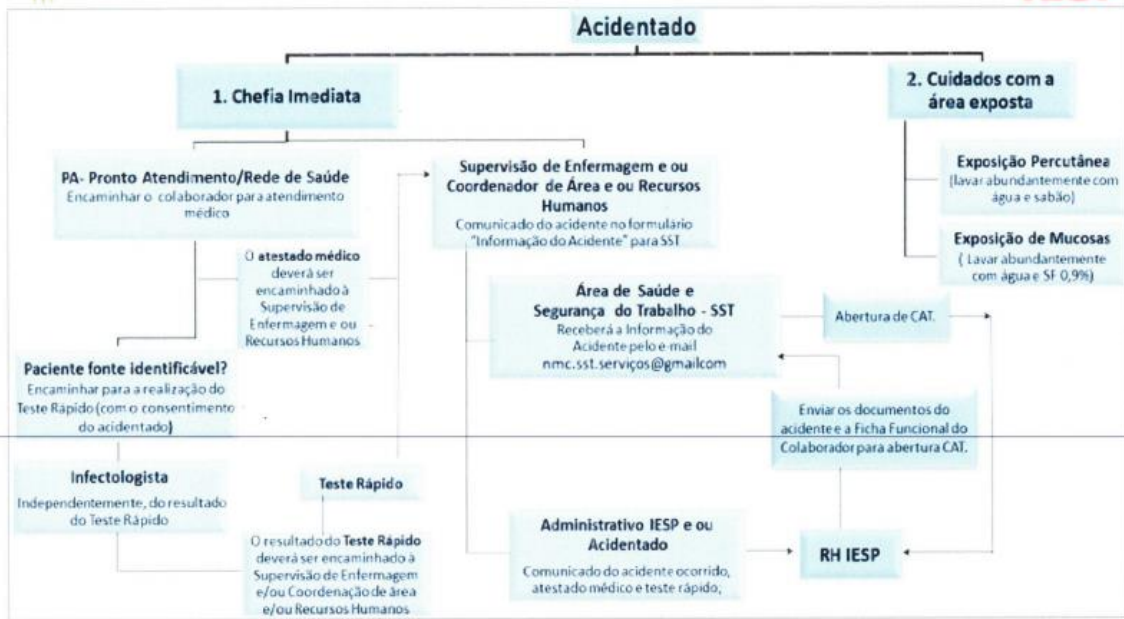 Acidentado
1. Chefia Imediata
2. Cuidados com a
área exposta
PA- Pronto Atendimento/Rede de Saúde
Encaminhar o colaborador para atendimento
médico
Supervisão de Enfermagem e ou
Coordenador de Área e ou Recursos
Humanos
Comunicado do acidente no formulário
"Informação do Acidente" para SST
Exposição Percutânea
(lavar abundantemente com
água e sabão)
Exposição de Mucosas
( Lavar abundantemente
com água e SF 0,9%)
O atestado médico
deverá ser
encaminhado à
Supervisão de
Enfermagem e ou
Recursos Humanos
Área de Saúde e
Segurança do Trabalho - SST
Receberá a Informação do
Acidente pelo e-mail
nmc.sst.serviços@gmailcom
Abertura de CAT.
Paciente fonte identificável?
Encaminhar para a realização do
Teste Rápido (com o consentimento
do acidentado)
Enviar os documentos do
acidente e a Ficha Funcional do
Colaborador para abertura CAT.
Infectologista
Independentemente, do resultado
do Teste Rápido
Teste Rápido
O resultado do Teste Rápido
deverá ser encaminhado à
Supervisão de Enfermagem
e/ou Coordenação de área
e/ou Recursos Humanos
Administrativo IESP e ou
Acidentado
Comunicado do acidente ocorrido,
atestado médico e teste rápido;
RH IESP